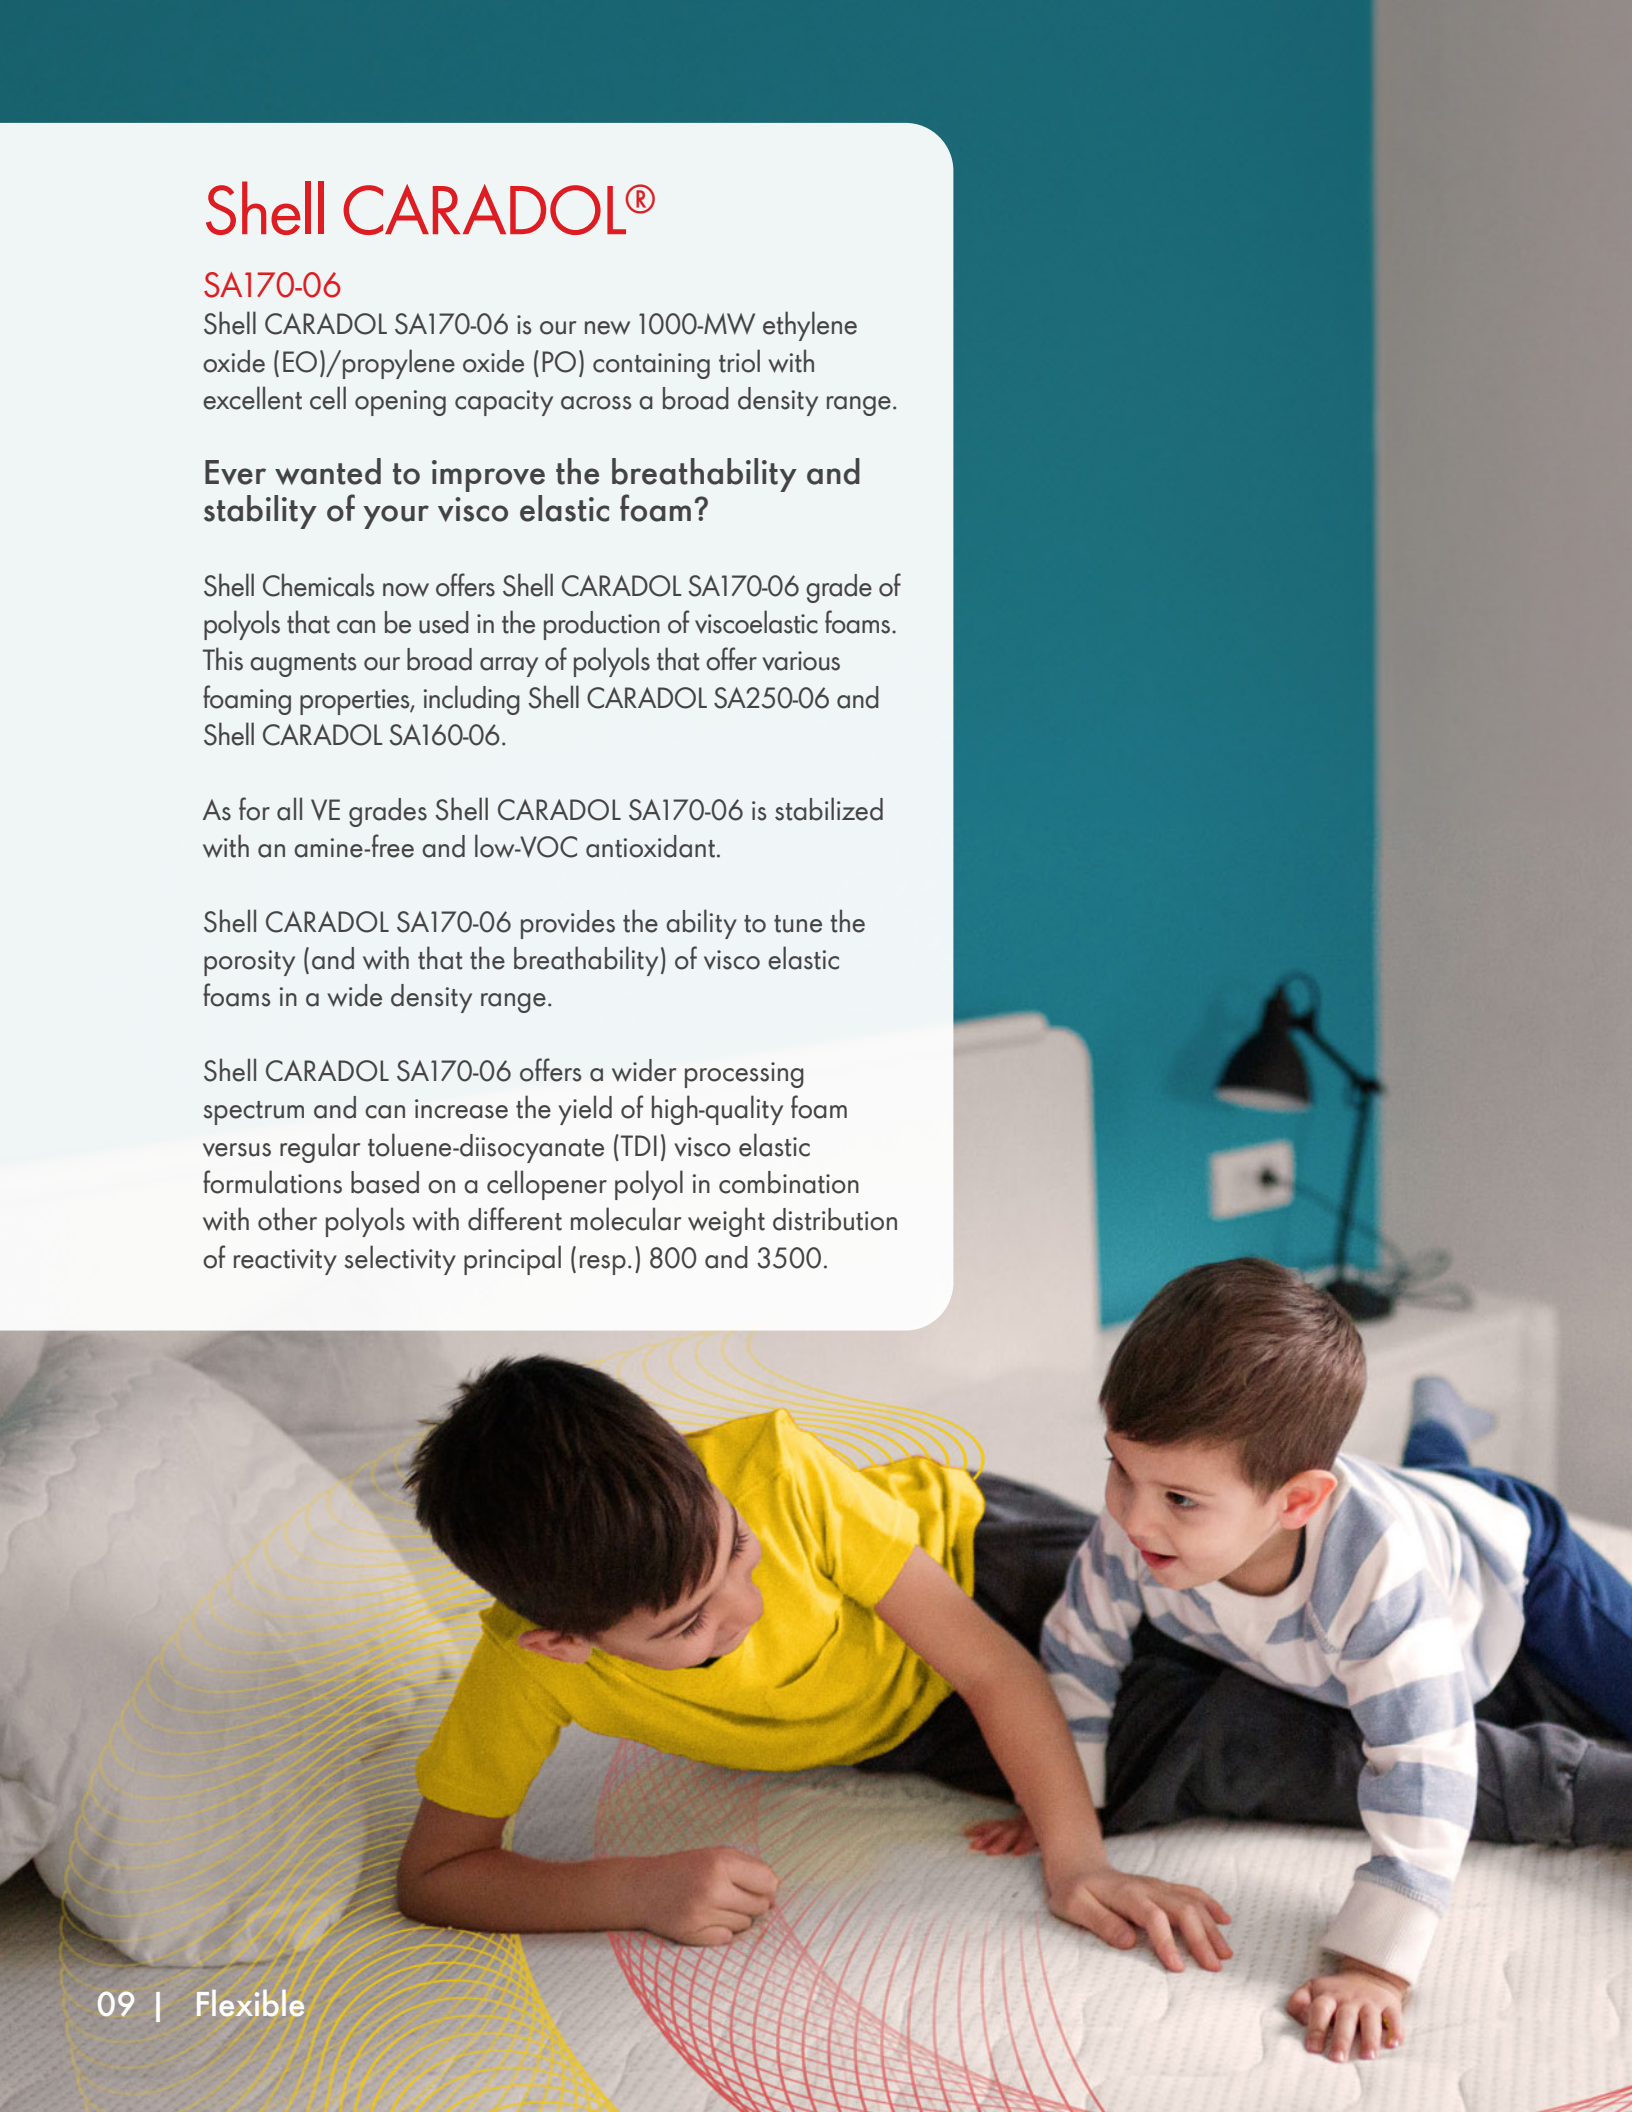 Shell CARADOL®
SA170-06
Shell CARADOL SA170-06 is our new 1000-MW ethylene
oxide (EO)/propylene oxide (PO) containing triol with
excellent cell opening capacity across a broad density range.
Ever wanted to improve the breathability and
stability of your visco elastic foam?
Shell Chemicals now offers Shell CARADOL SA170-06 grade of
polyols that can be used in the production of viscoelastic foams.
This augments our broad array of polyols that offer various
foaming properties, including Shell CARADOL SA250-06 and
Shell CARADOL SA160-06.
As for all VE grades Shell CARADOL SA170-06 is stabilized
with an amine-free and low-VOC antioxidant.
Shell CARADOL SA170-06 provides the ability to tune the
porosity (and with that the breathability) of visco elastic
foams in a wide density range.
Shell CARADOL SA170-06 offers a wider processing
spectrum and can increase the yield of high-quality foam
versus regular toluene-diisocyanate (TDI) visco elastic
formulations based on a cellopener polyol in combination
with other polyols with different molecular weight distribution
of reactivity selectivity principal (resp.) 800 and 3500.
09 | Flexible